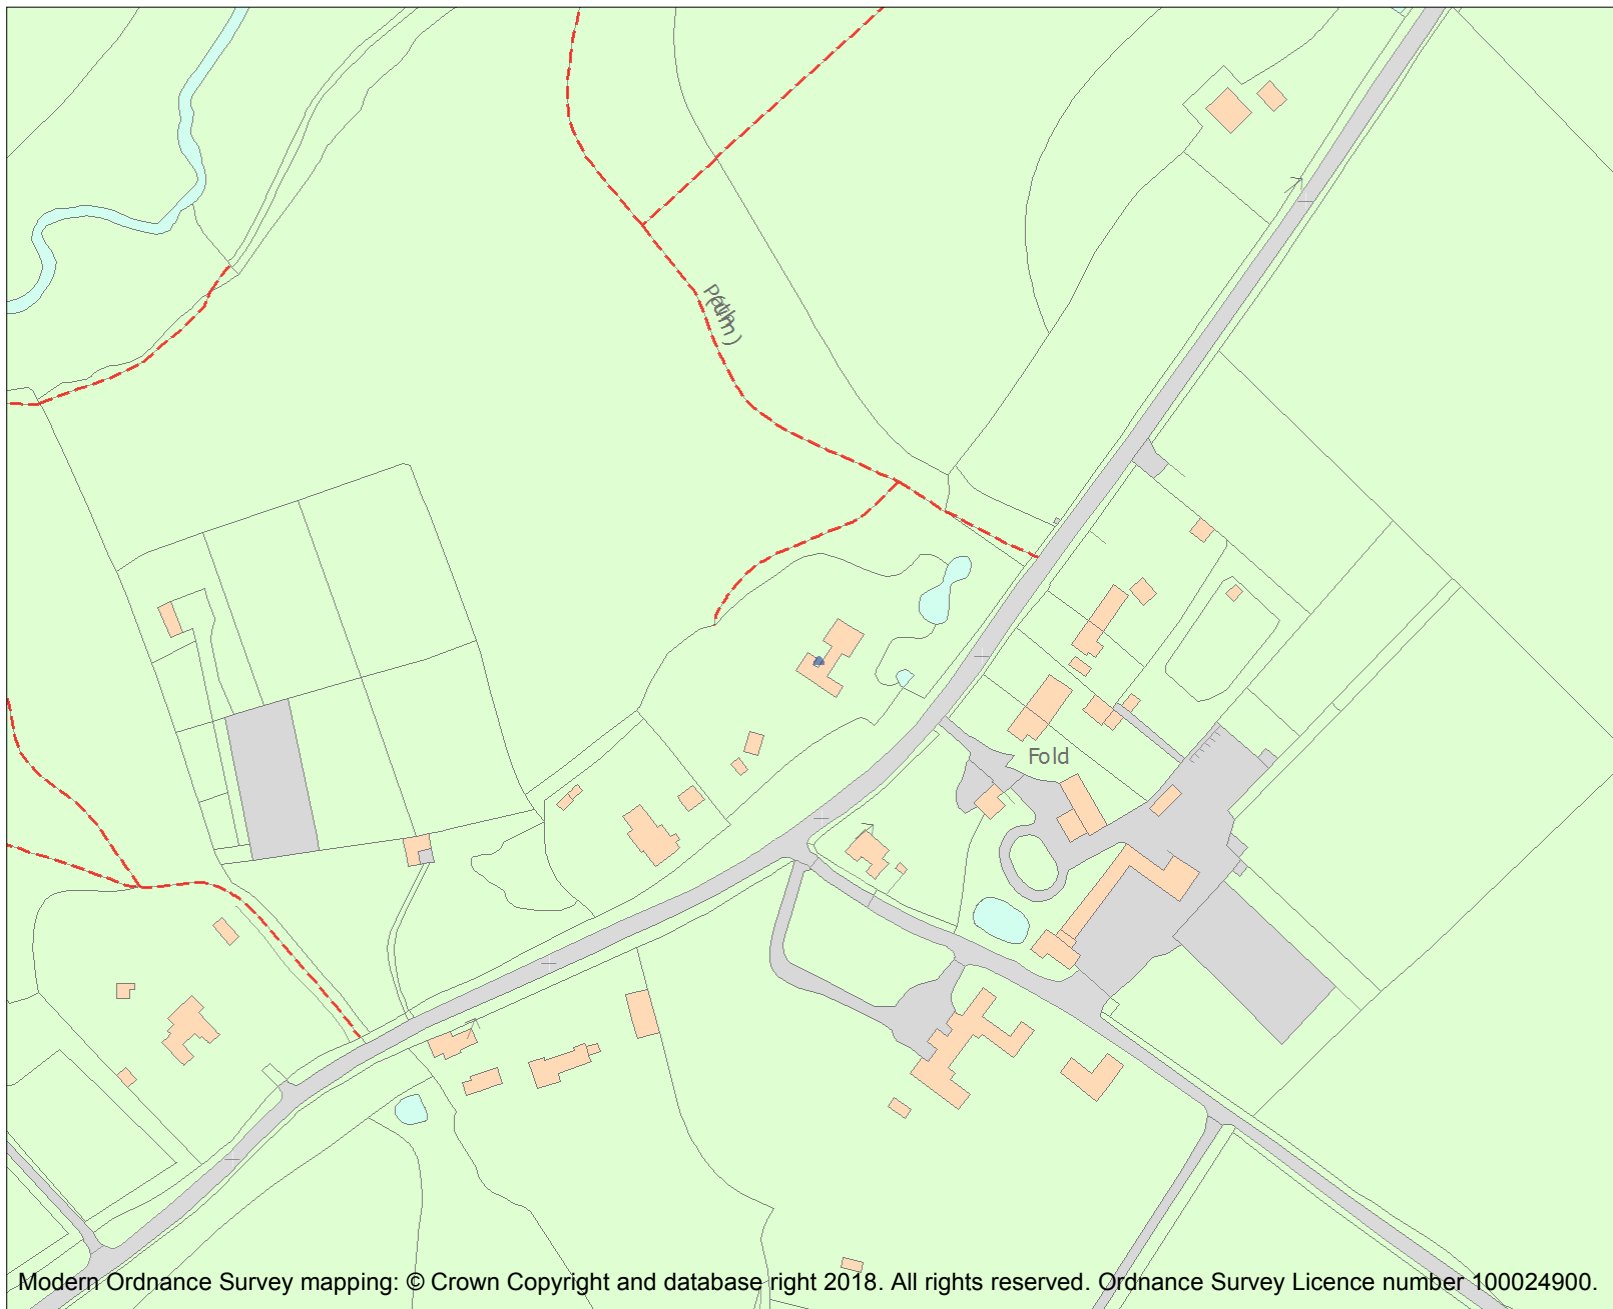 Path
(um)
Fold
Modern Ordnance Survey mapping: © Crown Copyright and database right 2018. All rights reserved. Ordnance Survey Licence number 100024900.